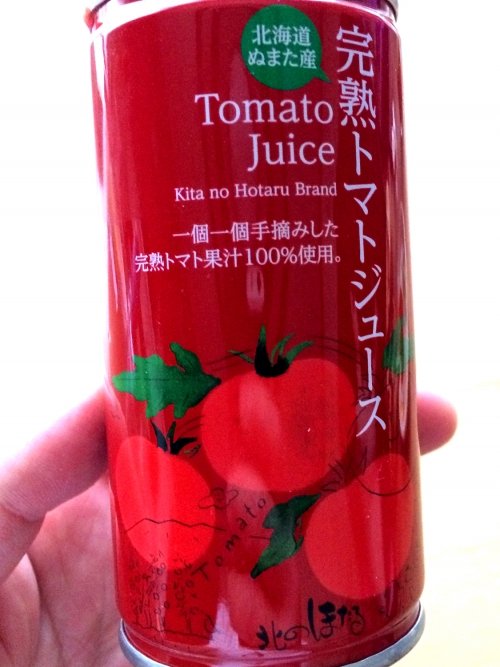 北海道
ぬまた産
完熟トマトジュース
Tomato
Juice
Kita no Hotaru Brand
一個一個手摘みした
完熟トマト果汁100%使用。
Tomato
北のほたる